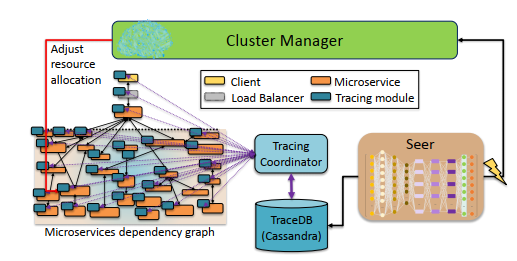 Cluster Manager
Adjust
resource
allocation
Client
Microservice
Load Balancer
Tracing module
Tracing
Coordinator
Seer
TraceDB
(Cassandra)
Microservices dependency graph